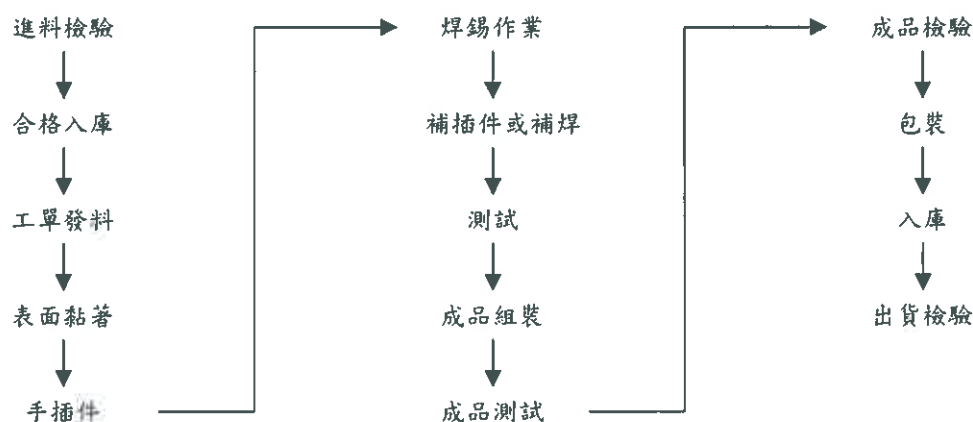 進料檢驗
合格入庫
工單發料
表面黏著
手插件
焊錫作業
補插件或補焊
測試
成品組裝
成品測試
成品檢驗
包裝
入庫
出貨檢驗